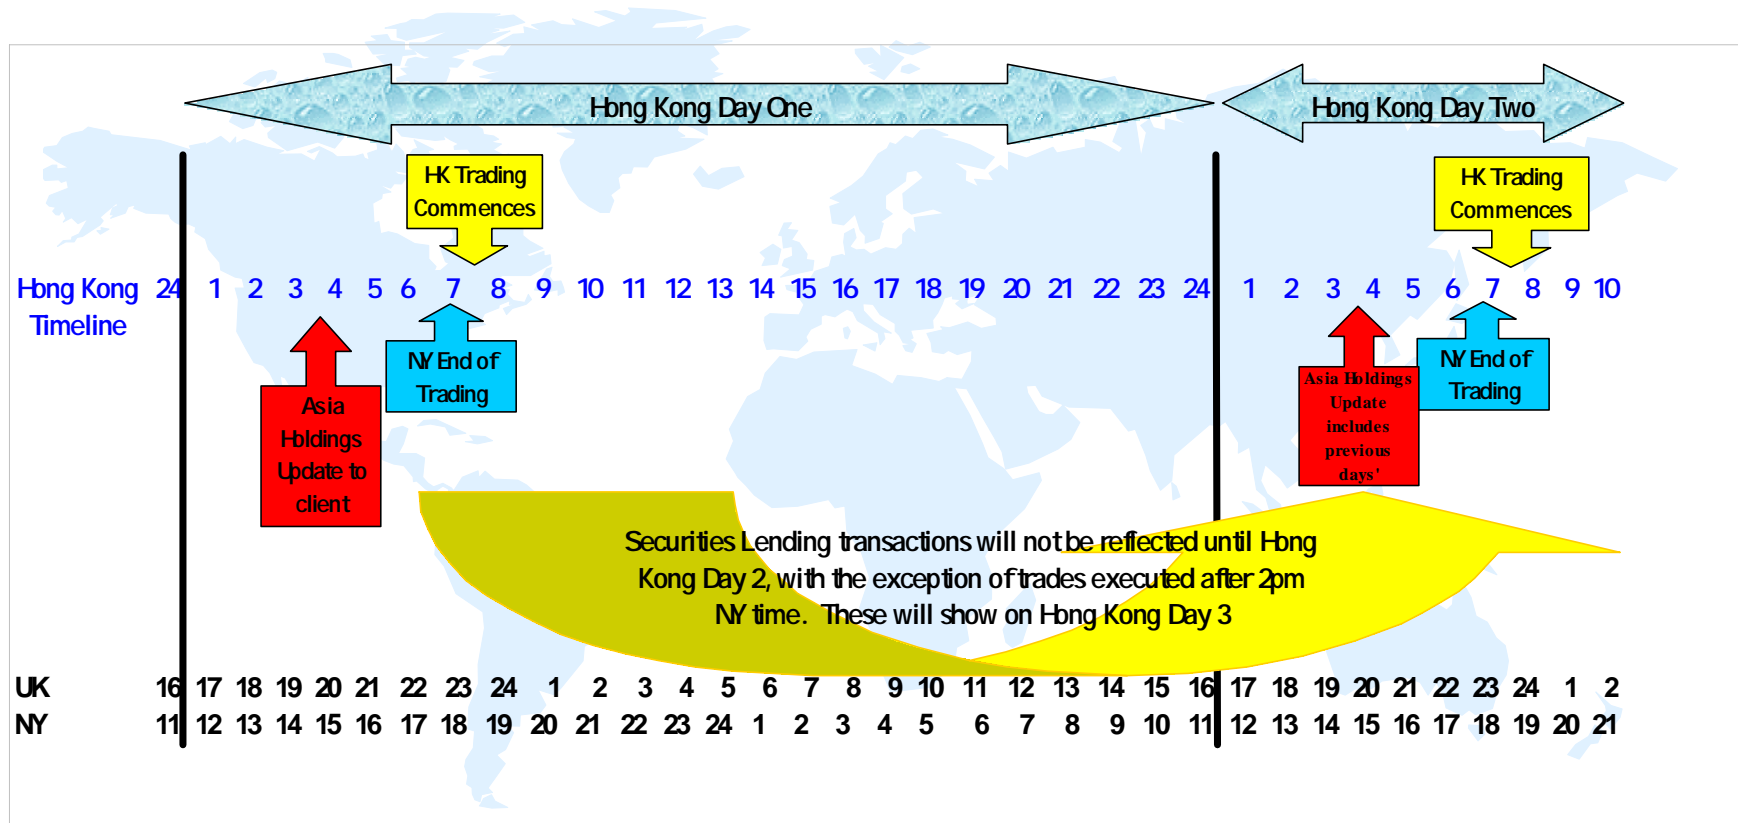 Hong Kong Day One
Hong Kong Day Two
HK Trading
Commences
HK Trading
Commences
Hong Kong 24 1 2 3 4 5 6 7 8 9 10 11 12 13 14 15 16 17 18 19 20 21 22 23 24 1 2 3 4 5 6 7 8 9 10
Timeline
NY End of
Trading
Asia
Holdings
Update to
client
NY End of
Trading
Asia Holdings
Update
includes
previous
days'
Securities Lending transactions will not be reflected until Hong
Kong Day 2, with the exception of trades executed after 2pm
NY time. These will show on Hong Kong Day 3
UK 16 17 18 19 20 21 22 23 24 1 2 3 4 5 6 7 8 9 10 11 12 13 14 15 16 17 18 19 20 21 22 23 24 1 2
NY 11 12 13 14 15 16 17 18 19 20 21 22 23 24 1 2 3 4 5 6 7 8 9 10 11 12 13 14 15 16 17 18 19 20 21